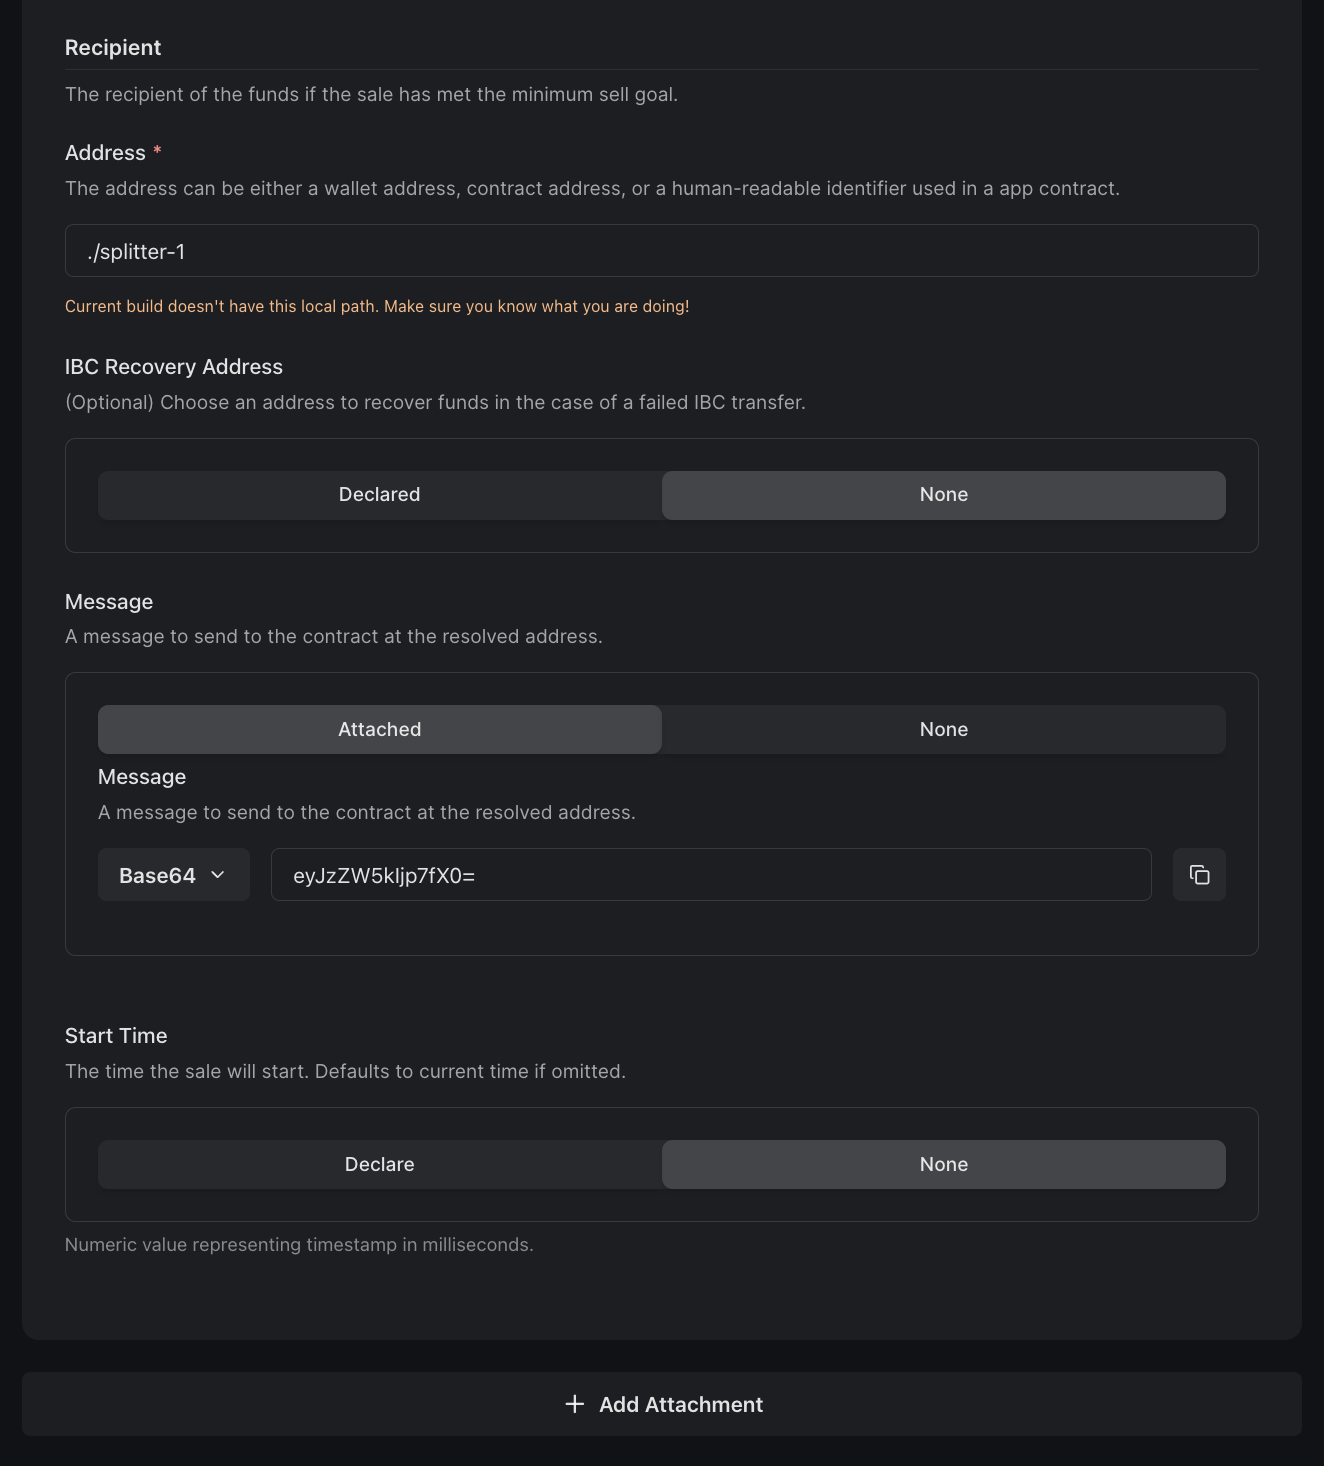 Recipient
The recipient of the funds if the sale has met the minimum sell goal.
Address *
The address can be either a wallet address, contract address, or a human-readable identifier used in a app contract.
./splitter-1
Current build doesn't have this local path. Make sure you know what you are doing!
IBC Recovery Address
(Optional) Choose an address to recover funds in the case of a failed IBC transfer.
Declared None
Message
A message to send to the contract at the resolved address.
Attached None
Message
A message to send to the contract at the resolved address.
Base64 eyJzZW5kIjp7fX0=
Start Time
The time the sale will start. Defaults to current time if omitted.
Declare None
Numeric value representing timestamp in milliseconds.
+ Add Attachment